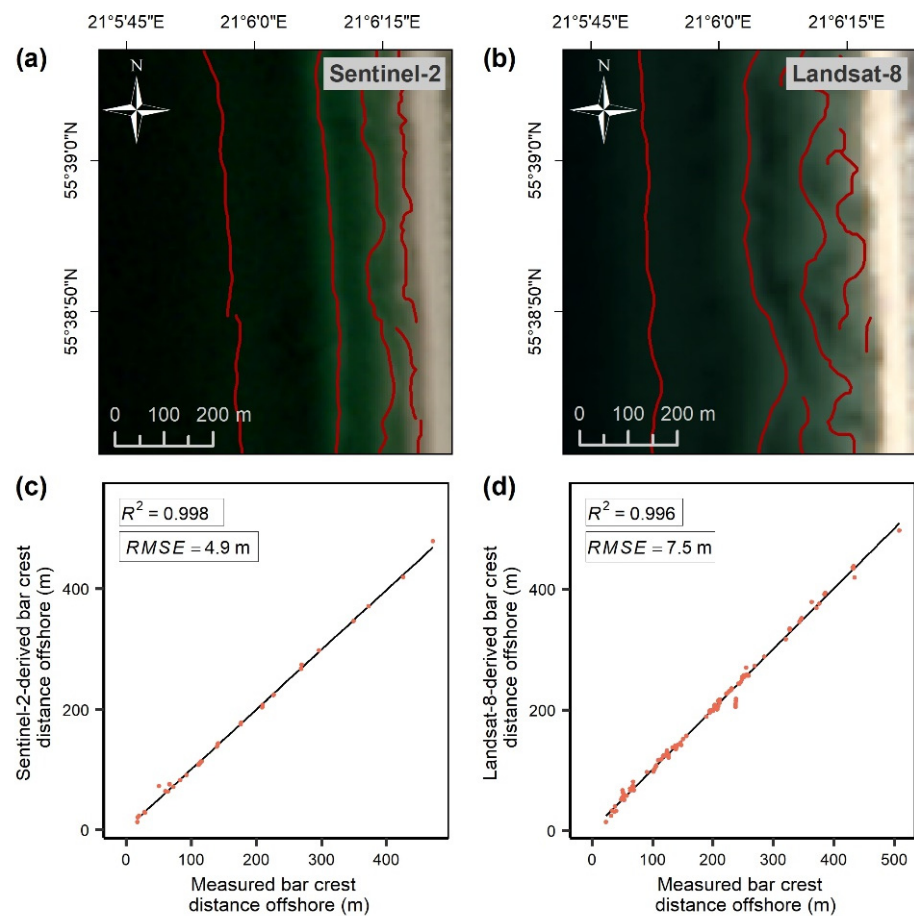 21°5'45"E 21°6'0"E 21°6'15"E
21°5'45"E 21°6'0"E 21°6'15"E
(a)
Sentinel-2
N
55°39'0"N
55°38'50"N
0 100 200 m
(b)
Landsat-8
N
55°39'0"N
55°38'50"N
0 100 200 m
(c)
R² = 0.998
RMSE = 4.9 m
Sentinel-2-derived bar crest
distance offshore (m)
400
200
0
0 100 200 300 400
Measured bar crest
distance offshore (m)
(d)
R² = 0.996
RMSE = 7.5 m
Landsat-8-derived bar crest
distance offshore (m)
400
200
0
0 100 200 300 400 500
Measured bar crest
distance offshore (m)